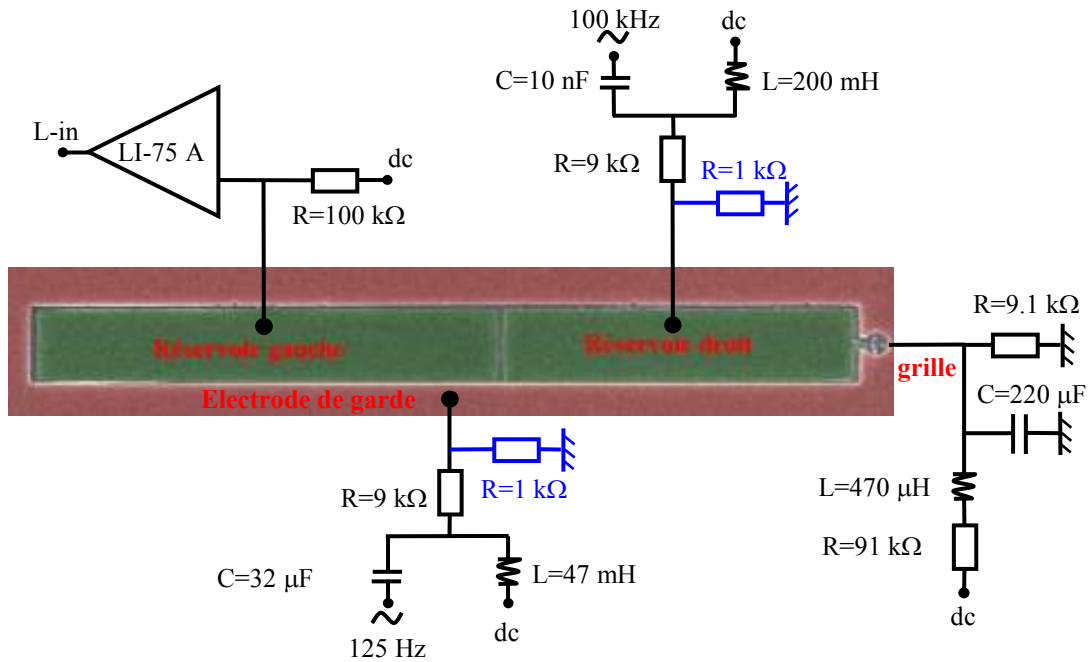 100 kHz
dc
C=10 nF
L=200 mH
L-in
LI-75 A
dc
R=9 kΩ
R=1 kΩ
R=100 kΩ
R=9.1 kΩ
Réservoir gauche
Réservoir droit
grille
Electrode de garde
C=220 μF
R=9 kΩ
R=1 kΩ
L=470 μH
R=91 kΩ
C=32 μF
L=47 mH
dc
dc
125 Hz